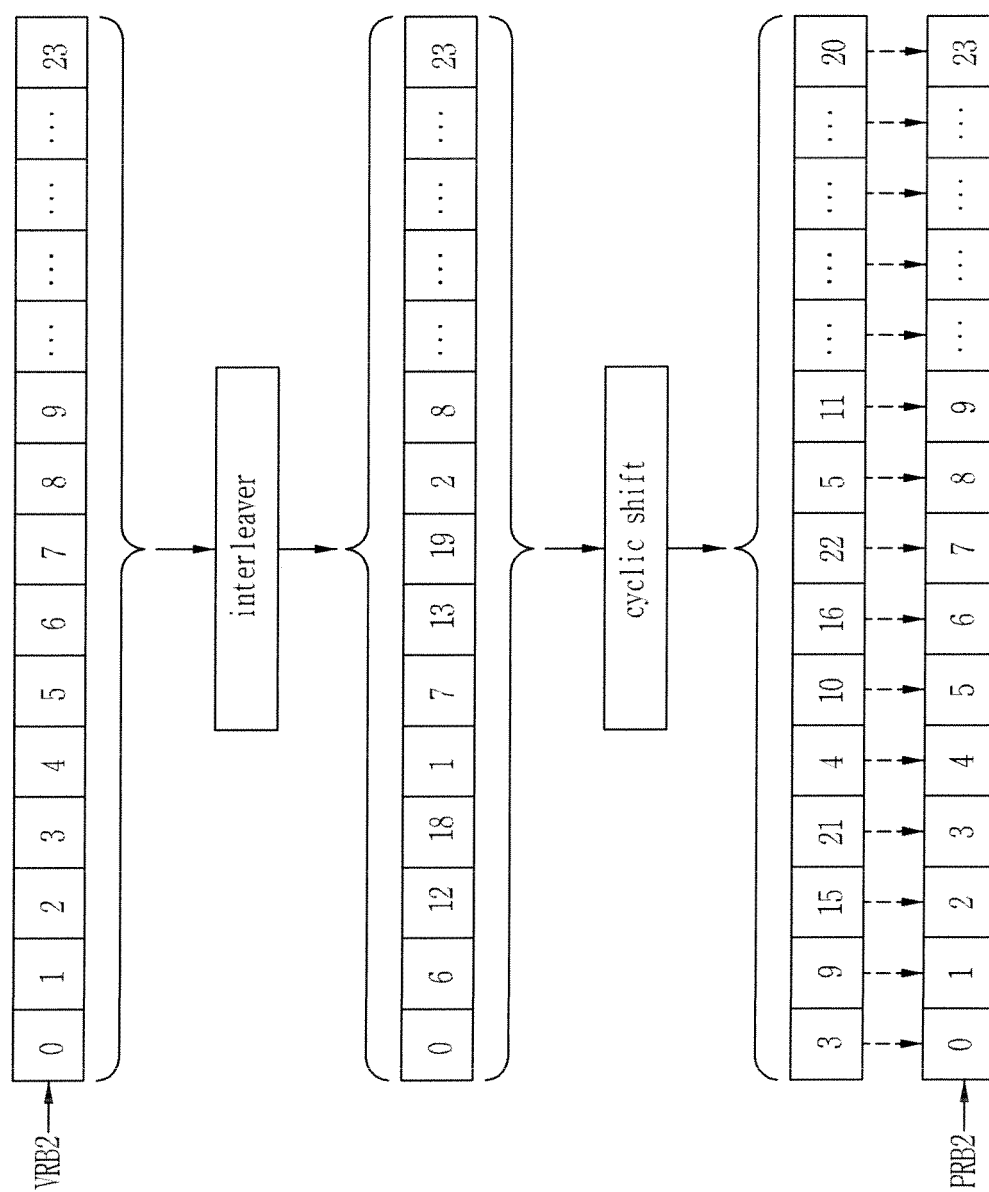 VRB2 0 1 2 3 4 5 6 7 8 9 ... ... ... ... 23
interleaver
0 6 12 18 1 7 13 19 2 8 ... ... ... ... 23
cyclic shift
3 9 15 21 4 10 16 22 5 11 ... ... ... ... 20
PRB2 0 1 2 3 4 5 6 7 8 9 ... ... ... ... 23